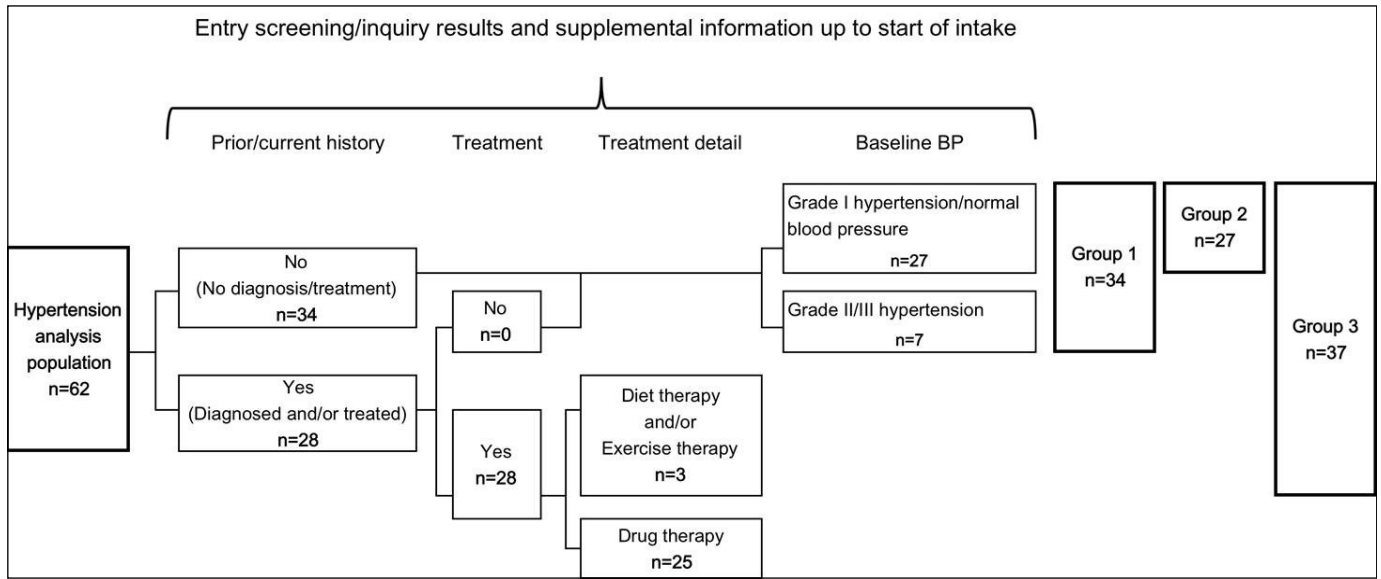 Entry screening/inquiry results and supplemental information up to start of intake
Prior/current history
Treatment
Treatment detail
Baseline BP
Hypertension
analysis
population
n=62
No
(No diagnosis/treatment)
n=34
Yes
(Diagnosed and/or treated)
n=28
No
n=0
Yes
n=28
Diet therapy
and/or
Exercise therapy
n=3
Drug therapy
n=25
Grade I hypertension/normal
blood pressure
n=27
Grade II/III hypertension
n=7
Group 1
n=34
Group 2
n=27
Group 3
n=37